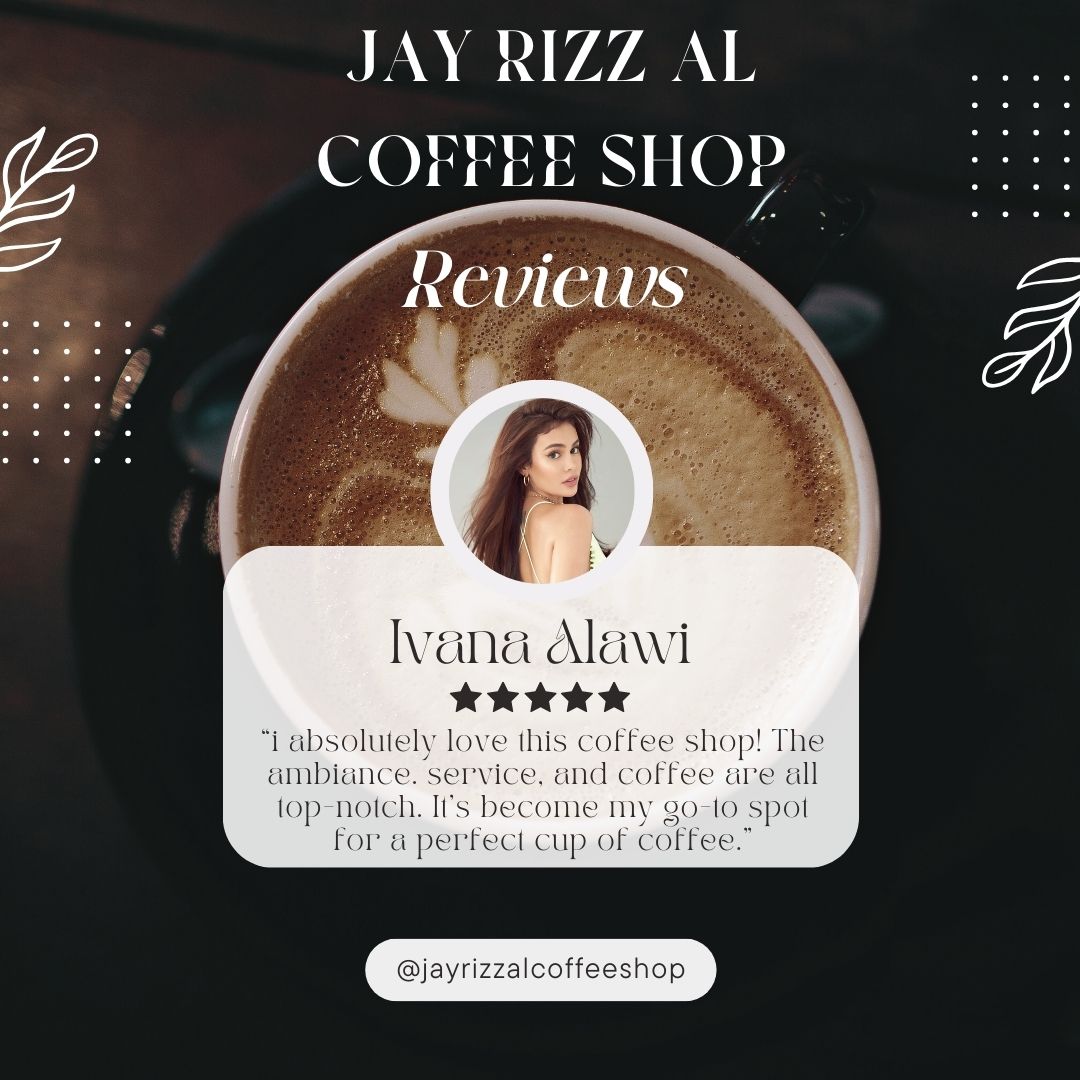 JAY RIZZ AL
COFFEE SHOP
Reviews
Ivana Alawi
“i absolutely love this coffee shop! The
ambiance. service, and coffee are all
top-notch. It’s become my go-to spot
for a perfect cup of coffee.”
@jayrizzalcoffeeshop